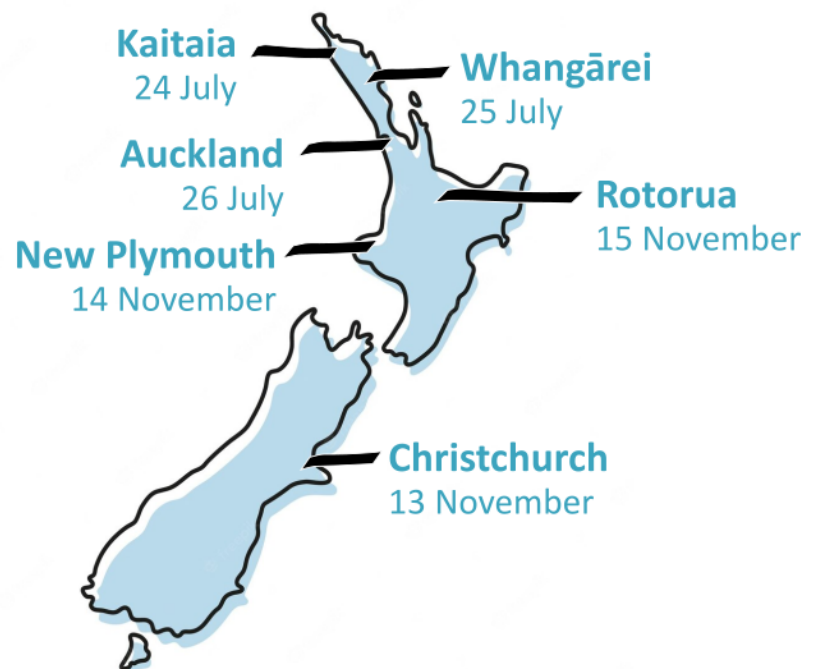 Kaitaia
24 July
Whangārei
25 July
Auckland
26 July
Rotorua
15 November
New Plymouth
14 November
Christchurch
13 November